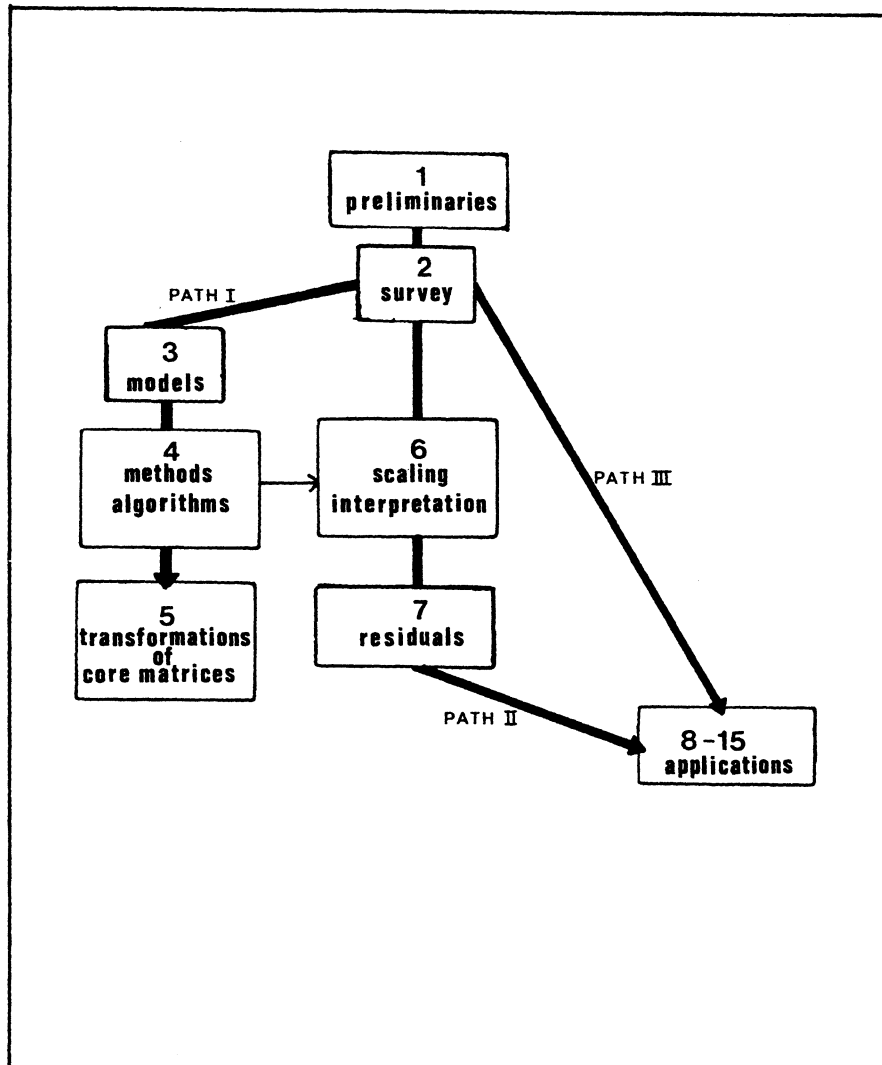 1
preliminaries
2
survey
PATH I
3
models
4
methods
algorithms
6
scaling
interpretation
PATH III
5
transformations
of
core matrices
7
residuals
PATH II
8-15
applications